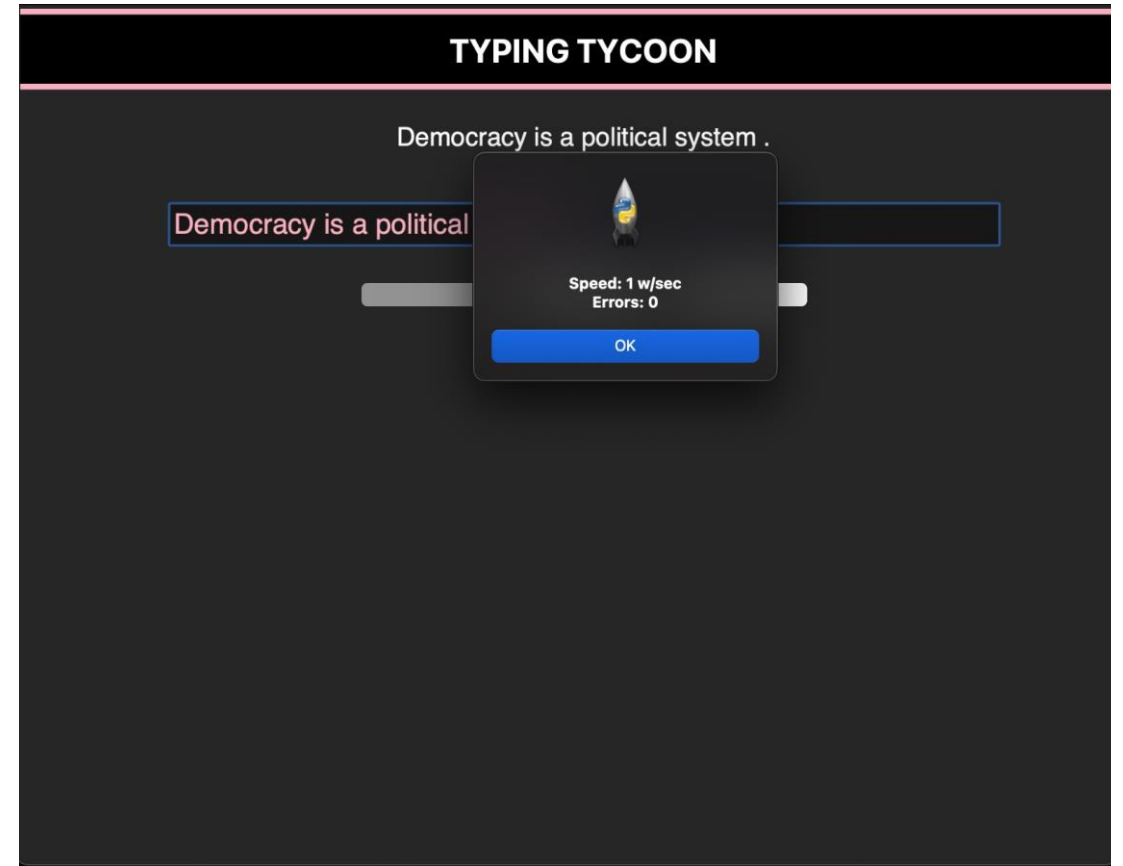 TYPING TYCOON
Democracy is a political system .
Democracy is a political
Speed: 1 w/sec
Errors: 0
OK